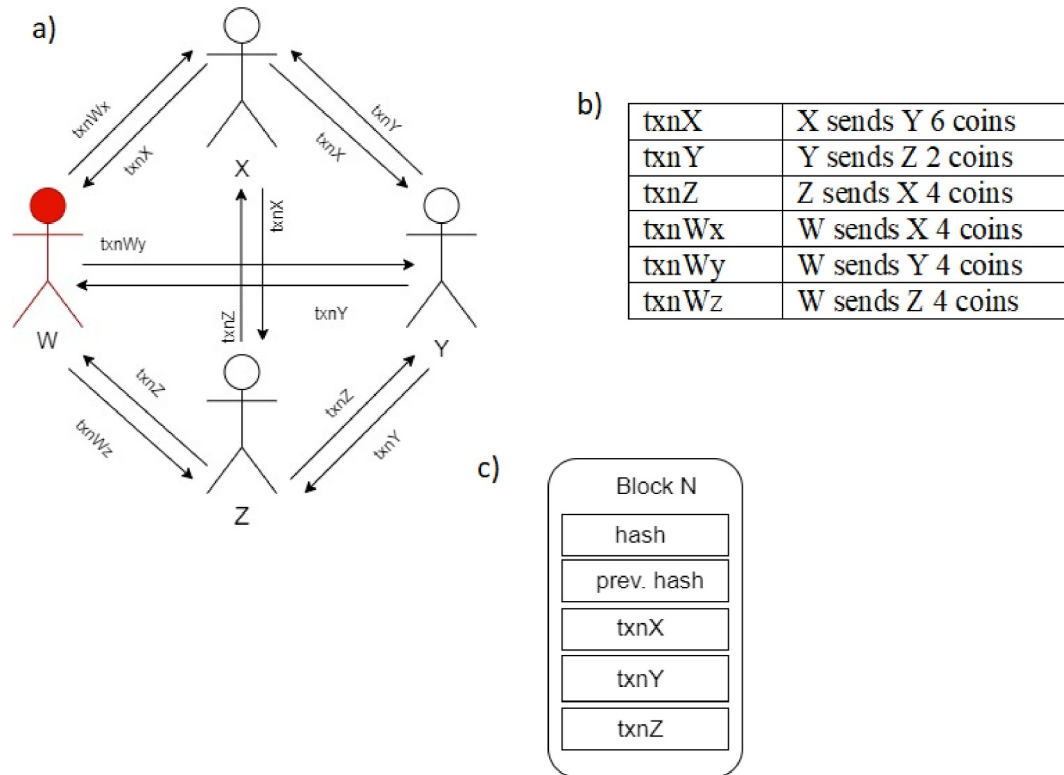 a)
txnWx
txnX
txnY
txnX
X
txnX
txnWy
txnY
txnZ
W
Y
txnZ
txnWz
txnZ
txnY
Z
b)
txnX X sends Y 6 coins
txnY Y sends Z 2 coins
txnZ Z sends X 4 coins
txnWx W sends X 4 coins
txnWy W sends Y 4 coins
txnWz W sends Z 4 coins
c)
Block N
hash
prev. hash
txnX
txnY
txnZ